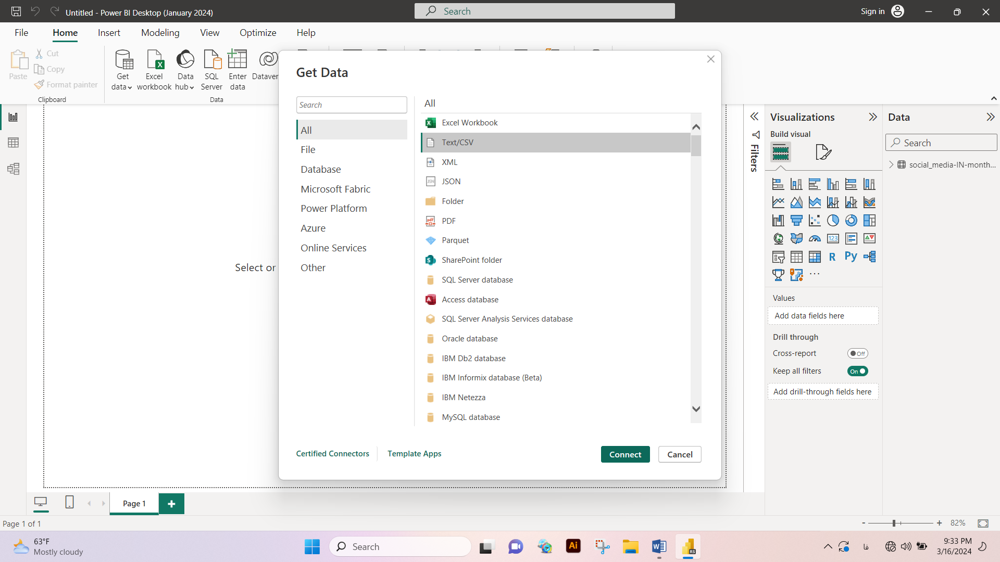 Untitled - Power BI Desktop (January 2024)
Search
Sign in
File
Home
Insert
Modeling
View
Optimize
Help
Paste
Cut
Copy
Format painter
Clipboard
Get
data
Excel
workbook
Data
hub
SQL
Server
Enter
data
Dataver
Data
Get Data
Search
All
File
Database
Microsoft Fabric
Power Platform
Azure
Online Services
Other
All
Excel Workbook
Text/CSV
XML
JSON
Folder
PDF
Parquet
SharePoint folder
SQL Server database
Access database
SQL Server Analysis Services database
Oracle database
IBM Db2 database
IBM Informix database (Beta)
IBM Netezza
MySQL database
Certified Connectors
Template Apps
Connect
Cancel
Select or
Filters
Visualizations
Build visual
123
R
Py
...
Values
Add data fields here
Drill through
Cross-report
Off
Keep all filters
On
Add drill-through fields here
Data
Search
social_media-IN-month...
Page 1
Page 1 of 1
- + 82%
63°F
Mostly cloudy
Search
Ai
RS
فا
9:33 PM
3/16/2024